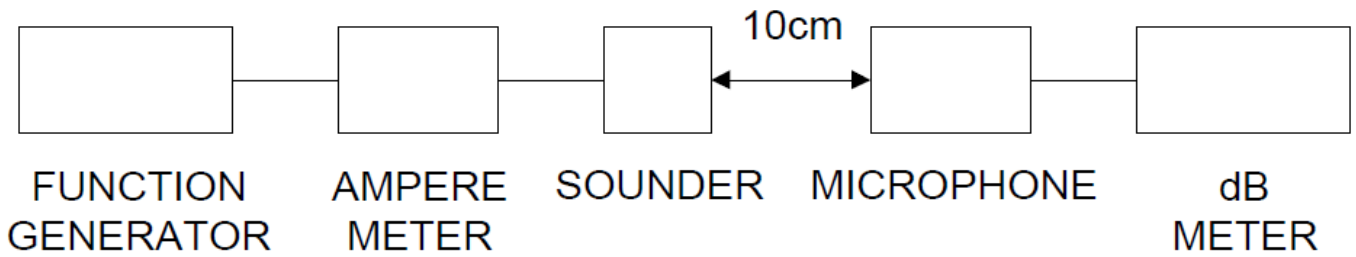 10cm
FUNCTION
GENERATOR
AMPERE
METER
SOUNDER
MICROPHONE
dB
METER